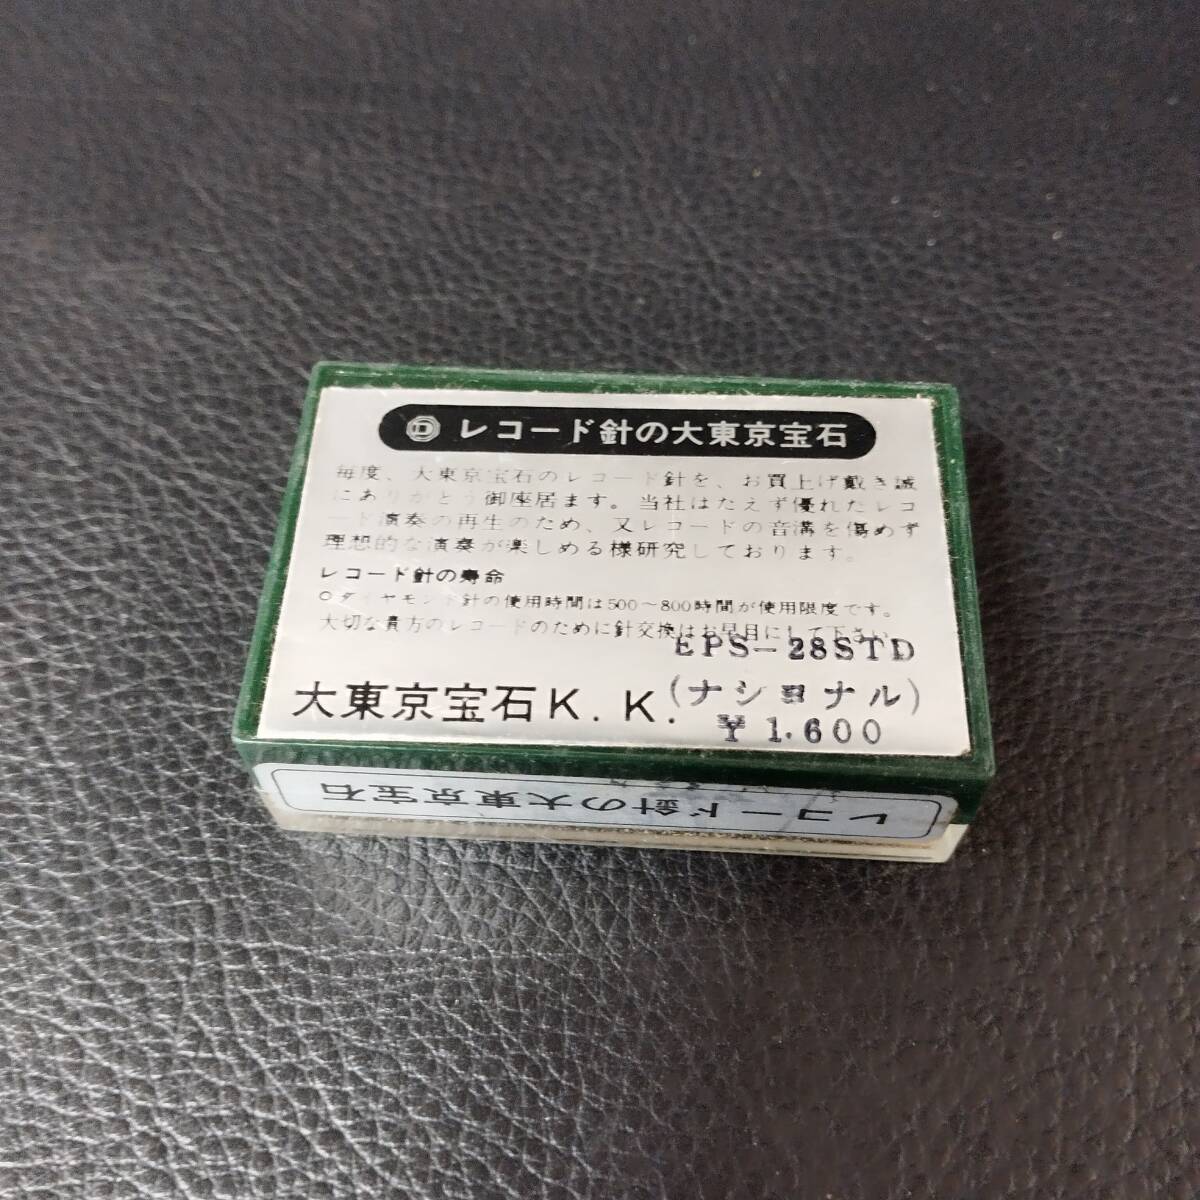 D レコード針の大東京宝石
毎度、大東京宝石のレコード針を、お買上げ戴き誠
にありがとう御座居ます。当社はたえず優れたレコ
ード演奏の再生のため、又レコードの音溝を傷めず
理想的な演奏が楽しめる様研究しております。
レコード針の寿命
○ダイヤモンド針の使用時間は500〜800時間が使用限度です。
大切な貴方のレコードのために針交換はお早目にして下さい。
EPS-28STD
大東京宝石K.K.(ナショナル)
¥1.600
レコード針の大東京宝石